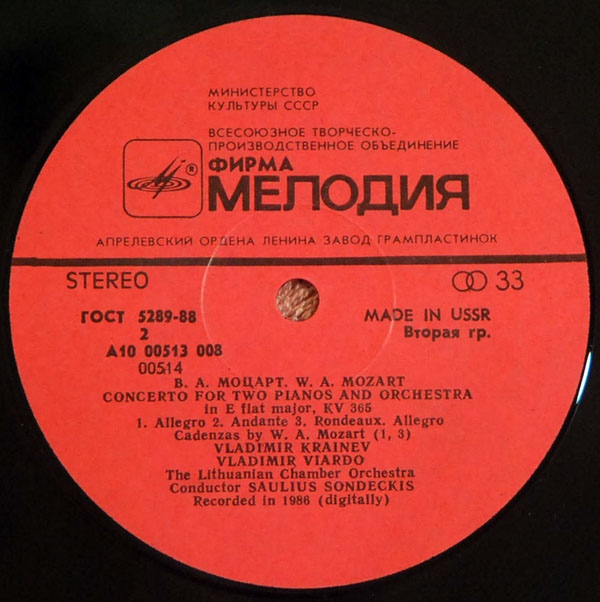 МИНИСТЕРСТВО
КУЛЬТУРЫ СССР
ВСЕСОЮЗНОЕ ТВОРЧЕСКО-
ПРОИЗВОДСТВЕННОЕ ОБЪЕДИНЕНИЕ
ФИРМА
®
МЕЛОДИЯ
АПРЕЛЕВСКИЙ ОРДЕНА ЛЕНИНА ЗАВОД ГРАМПЛАСТИНОК
STEREO
33
ГОСТ 5289-88
MADE IN USSR
2
Вторая гр.
А10 00513 008
00514
В. А. МОЦАРТ. W. A. MOZART
CONCERTO FOR TWO PIANOS AND ORCHESTRA
in E flat major, KV 365
1. Allegro 2. Andante 3. Rondeaux. Allegro
Cadenzas by W. A. Mozart (1, 3)
VLADIMIR KRAINEV
VLADIMIR VIARDO
The Lithuanian Chamber Orchestra
Conductor SAULIUS SONDECKIS
Recorded in 1986 (digitally)